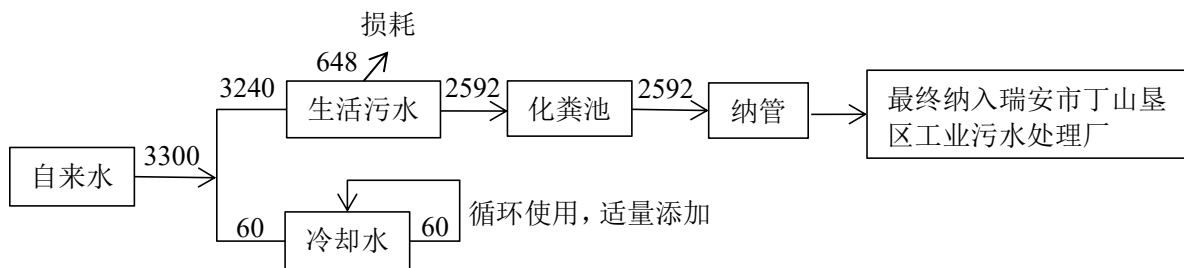 损耗
648
3240
生活污水
2592
化粪池
2592
纳管
最终纳入瑞安市丁山垦
区工业污水处理厂
自来水
3300
60
冷却水
60
循环使用，适量添加